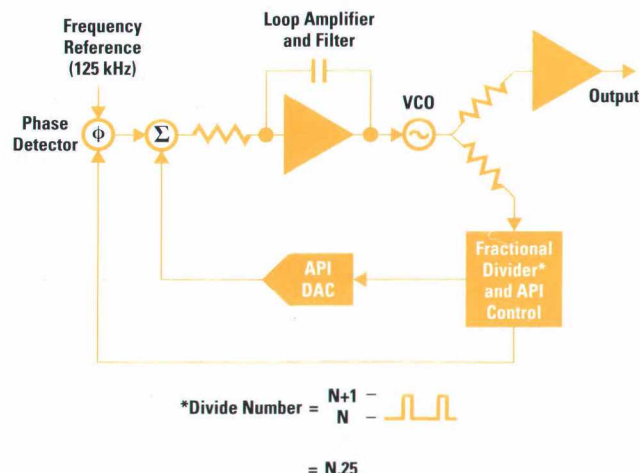 Frequency
Reference
(125 kHz)
Loop Amplifier
and Filter
VCO
Output
Phase
Detector
ϕ
Σ
API
DAC
Fractional
Divider*
and API
Control
*Divide Number = N+1
N
= N.25